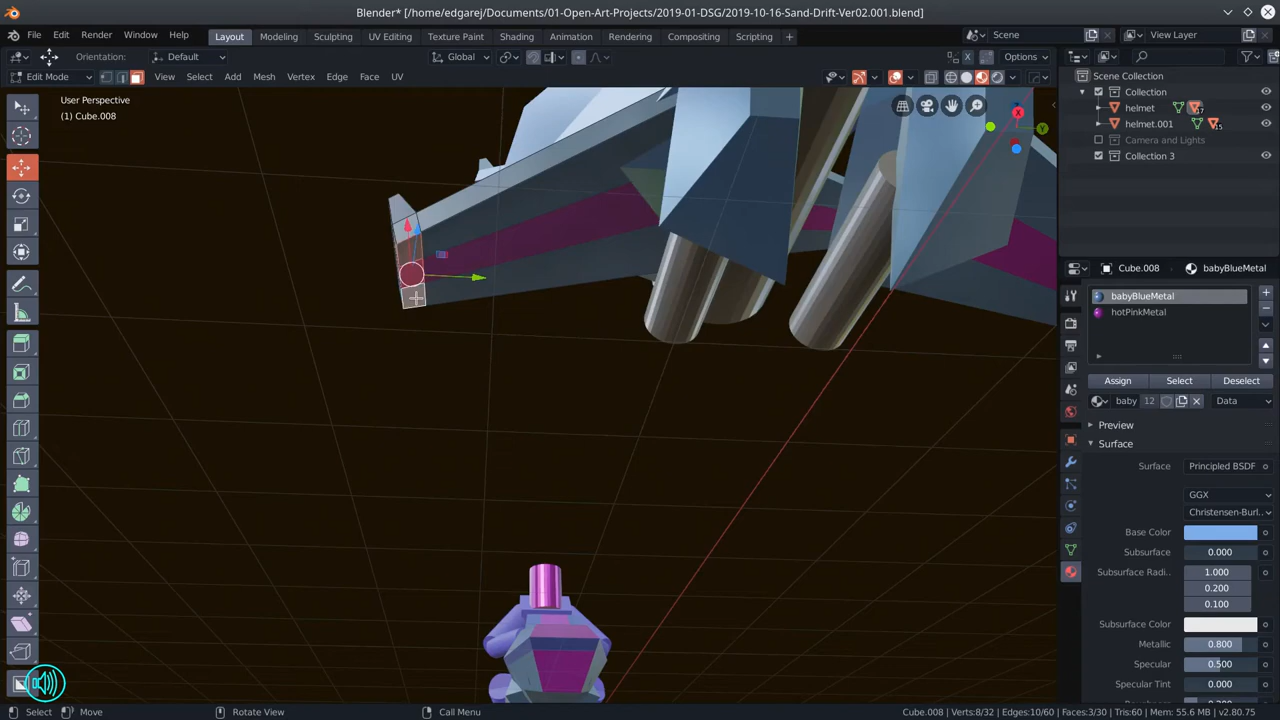 Blender* [/home/edgarej/Documents/01-Open-Art-Projects/2019-01-DSG/2019-10-16-Sand-Drift-Ver02.001.blend]
File Edit Render Window Help Layout Modeling Sculpting UV Editing Texture Paint Shading Animation Rendering Compositing Scripting + Scene View Layer
Orientation: Default Global X Options
Edit Mode View Select Add Mesh Vertex Edge Face UV
Scene Collection
User Perspective
Collection
(1) Cube.008
helmet
helmet.001
Camera and Lights
Collection 3
Cube.008 babyBlueMetal
babyBlueMetal
hotPinkMetal
Assign Select Deselect
baby 12 Data
Preview
Surface
Surface Principled BSDF
GGX
Christensen-Burl..
Base Color
Subsurface 0.000
Subsurface Radi.. 1.000
0.200
0.100
Subsurface Color
Metallic 0.800
Specular 0.500
Specular Tint 0.000
Select Move Rotate View Call Menu Cube.008 | Verts:8/32 | Edges:10/60 | Faces:3/30 | Tris:60 | Mem: 55.6 MB | v2.80.75